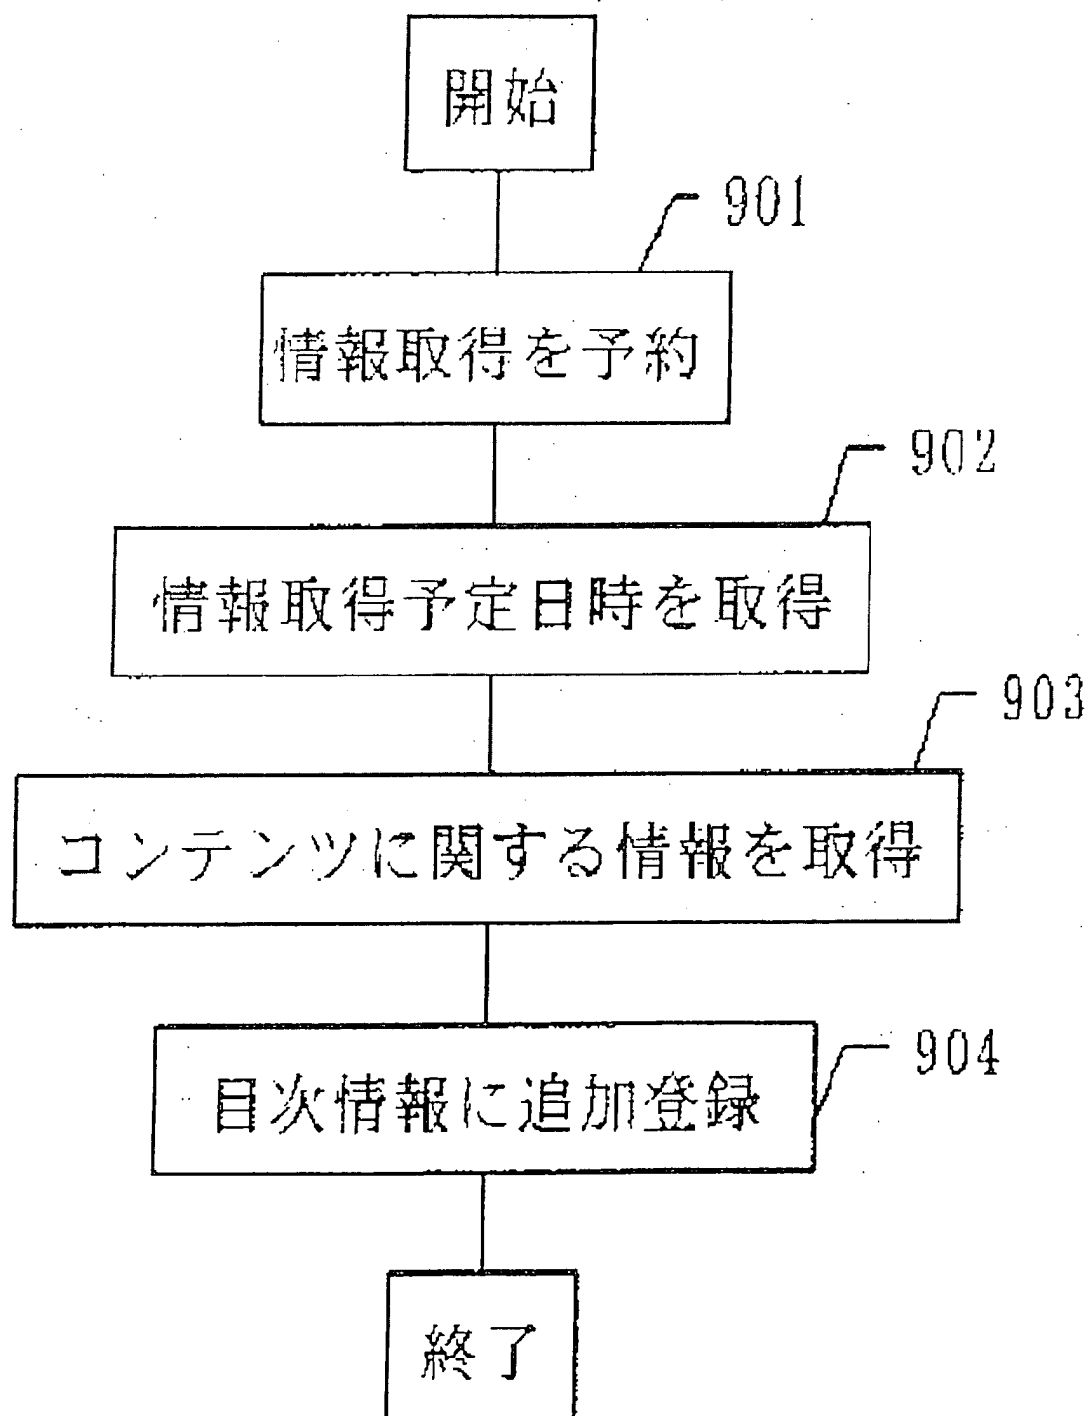 開始
901
情報取得を予約
902
情報取得予定日時を取得
903
コンテンツに関する情報を取得
904
目次情報に追加登録
終了